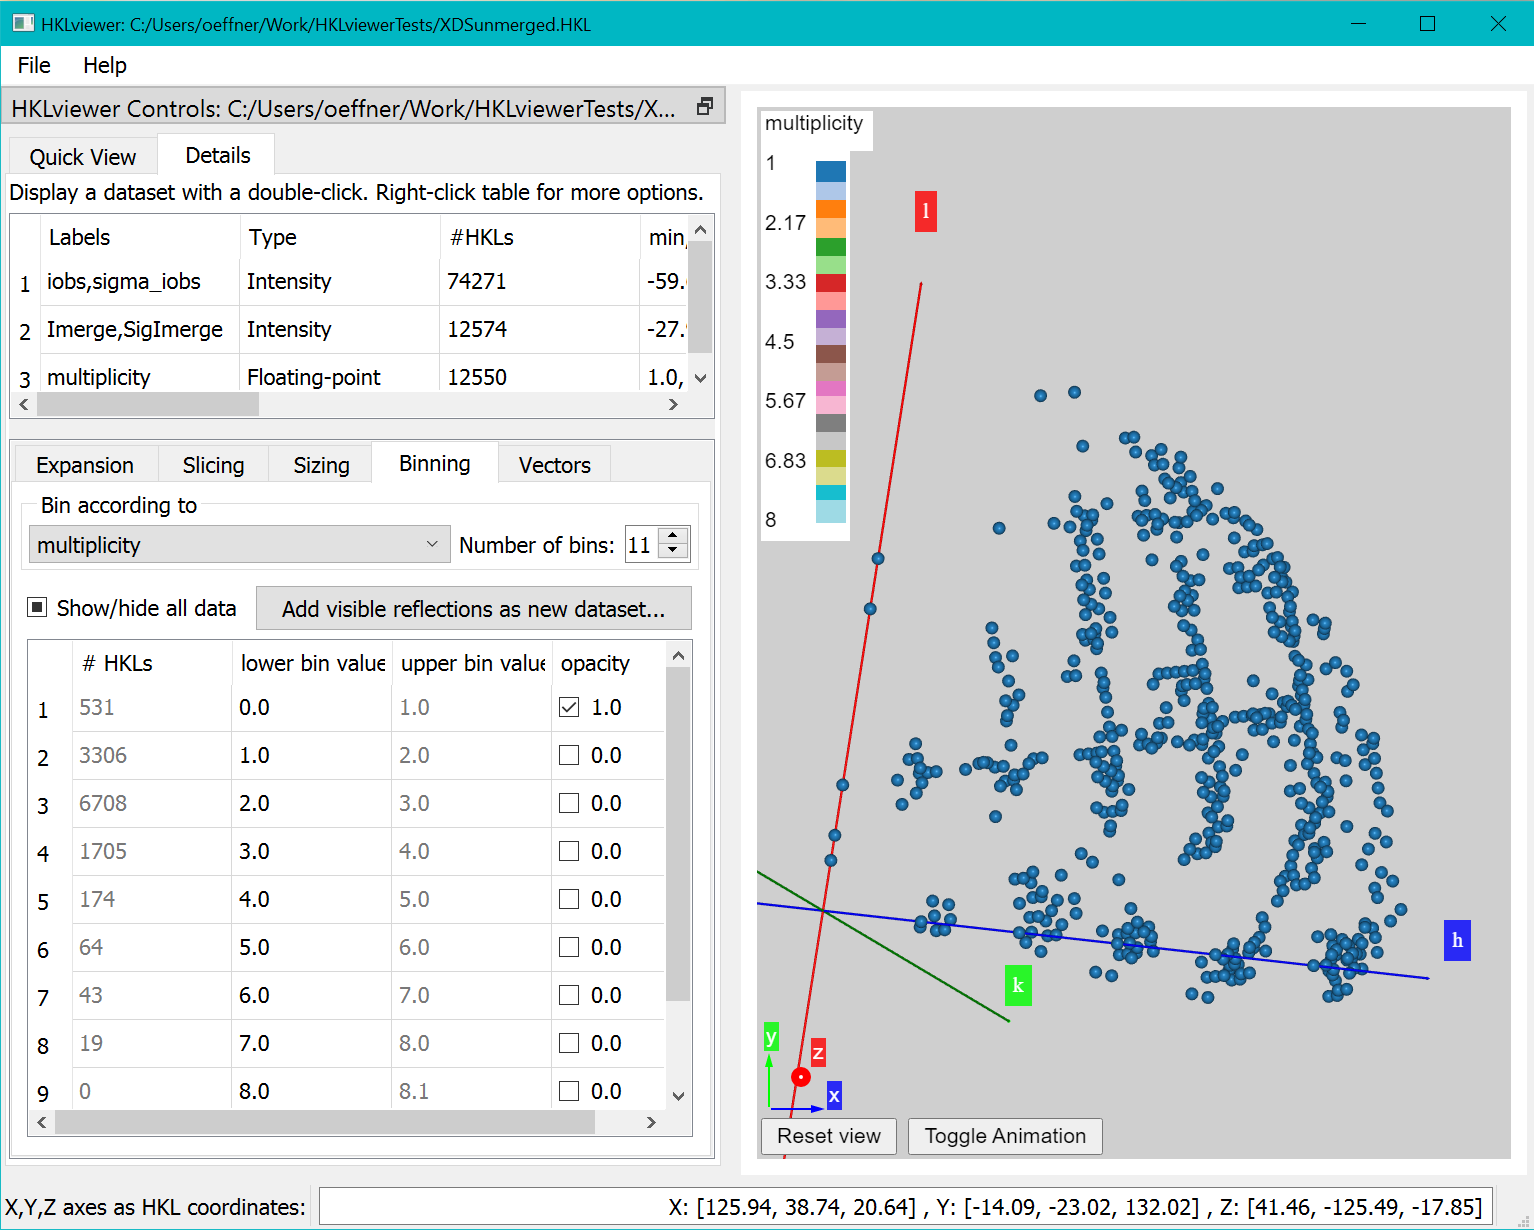 HKLviewer: C:/Users/oeffner/Work/HKLviewerTests/XDSunmerged.HKL
File Help
HKLviewer Controls: C:/Users/oeffner/Work/HKLviewerTests/X...
Quick View Details
Display a dataset with a double-click. Right-click table for more options.
Labels Type #HKLs min,
1 iobs,sigma_iobs Intensity 74271 -59.
2 Imerge,SigImerge Intensity 12574 -27.
3 multiplicity Floating-point 12550 1.0,
Expansion Slicing Sizing Binning Vectors
Bin according to
multiplicity Number of bins: 11
Show/hide all data Add visible reflections as new dataset...
# HKLs lower bin value upper bin value opacity
1 531 0.0 1.0 1.0
2 3306 1.0 2.0 0.0
3 6708 2.0 3.0 0.0
4 1705 3.0 4.0 0.0
5 174 4.0 5.0 0.0
6 64 5.0 6.0 0.0
7 43 6.0 7.0 0.0
8 19 7.0 8.0 0.0
9 0 8.0 8.1 0.0
multiplicity
1
2.17
3.33
4.5
5.67
6.83
8
l
h
k
y
z
x
Reset view Toggle Animation
X,Y,Z axes as HKL coordinates: X: [125.94, 38.74, 20.64] , Y: [-14.09, -23.02, 132.02] , Z: [41.46, -125.49, -17.85]